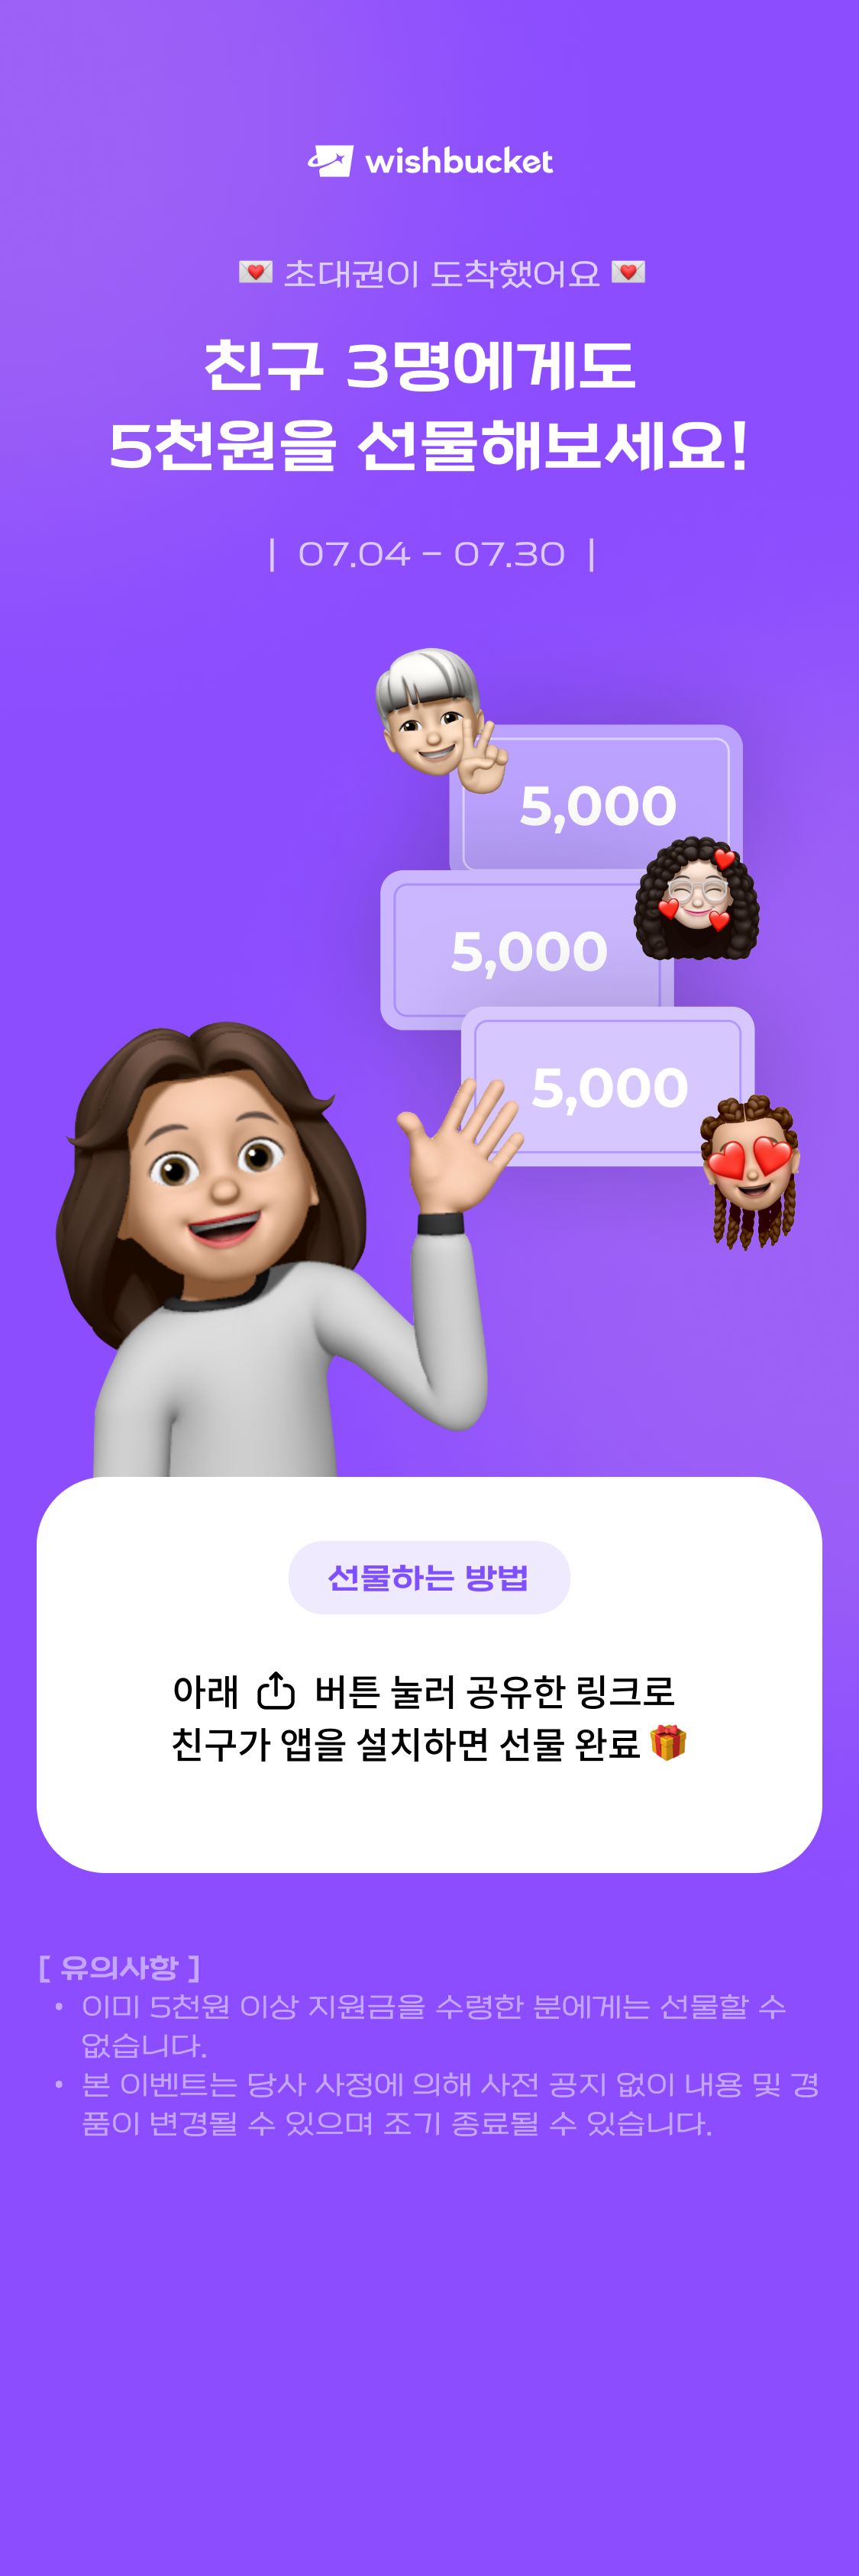 wishbucket
💌 초대권이 도착했어요 💌
친구 3명에게도
5천원을 선물해보세요!
| 07.04 – 07.30 |
5,000
5,000
5,000
선물하는 방법
아래 버튼 눌러 공유한 링크로
친구가 앱을 설치하면 선물 완료 🎁
[ 유의사항 ]
• 이미 5천원 이상 지원금을 수령한 분에게는 선물할 수
없습니다.
• 본 이벤트는 당사 사정에 의해 사전 공지 없이 내용 및 경
품이 변경될 수 있으며 조기 종료될 수 있습니다.